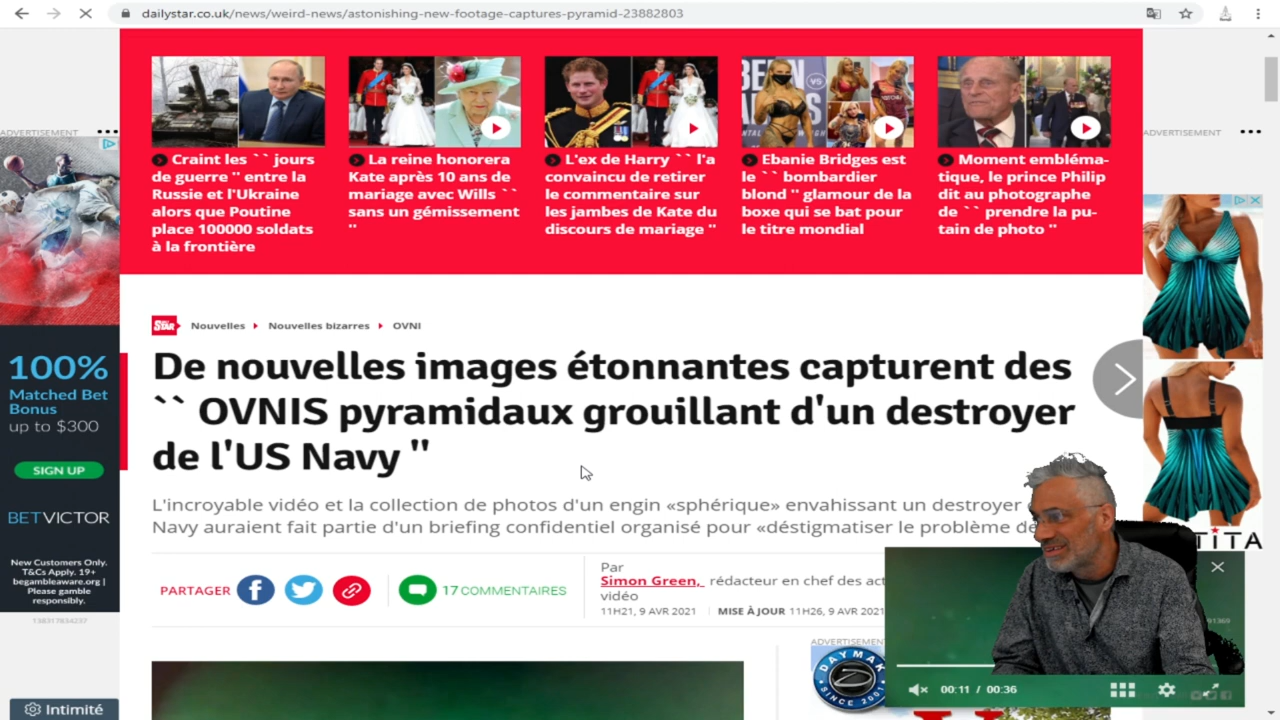 dailystar.co.uk/news/weird-news/astonishing-new-footage-captures-pyramid-23882803
Craint les `` jours
de guerre '' entre la
Russie et l'Ukraine
alors que Poutine
place 100000 soldats
à la frontière
La reine honorera
Kate après 10 ans de
mariage avec Wills ``
sans un gémissement
''
L'ex de Harry `` l'a
convaincu de retirer
le commentaire sur
les jambes de Kate du
discours de mariage ''
Ebanie Bridges est
le `` bombardier
blond '' glamour de la
boxe qui se bat pour
le titre mondial
Moment embléma-
tique, le prince Philip
dit au photographe
de `` prendre la pu-
tain de photo ''
ADVERTISEMENT
ADVERTISEMENT
STAR
Nouvelles Nouvelles bizarres OVNI
De nouvelles images étonnantes capturent des
`` OVNIS pyramidaux grouillant d'un destroyer
de l'US Navy ''
L'incroyable vidéo et la collection de photos d'un engin «sphérique» envahissant un destroyer
Navy auraient fait partie d'un briefing confidentiel organisé pour «déstigmatiser le problème
PARTAGER
17 COMMENTAIRES
Par
Simon Green, rédacteur en chef des
vidéo
11H21, 9 AVR 2021 MISE À JOUR 11H26, 9 AVR 2021
100%
Matched Bet
Bonus
up to $300
SIGN UP
BETVICTOR
New Customers Only.
T&Cs Apply. 19+
begambleaware.org |
Please gamble
responsibly.
138317834237
Intimité
ADVERTISEMENT
DAYMAK
SINCE 2001
00:11 / 00:36